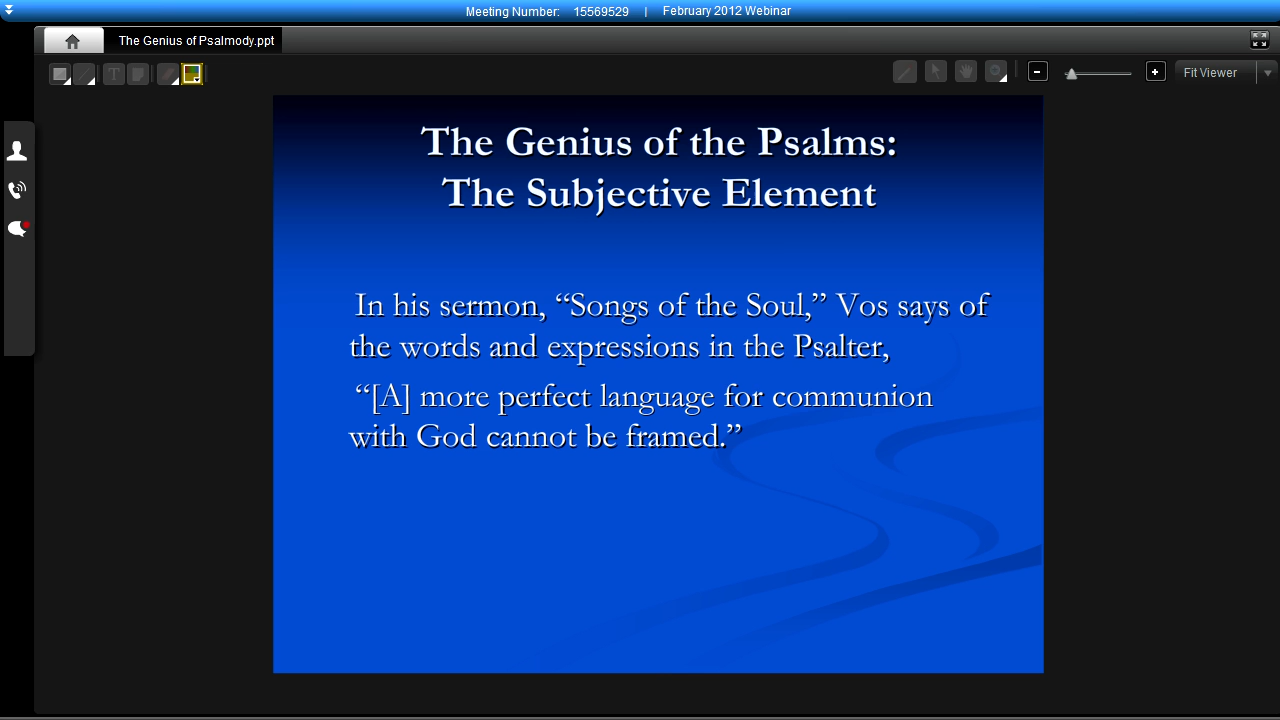 Meeting Number: 15569529 | February 2012 Webinar
The Genius of Psalmody.ppt
T
Fit Viewer
The Genius of the Psalms:
The Subjective Element
In his sermon, “Songs of the Soul,” Vos says of
the words and expressions in the Psalter,
“[A] more perfect language for communion
with God cannot be framed.”